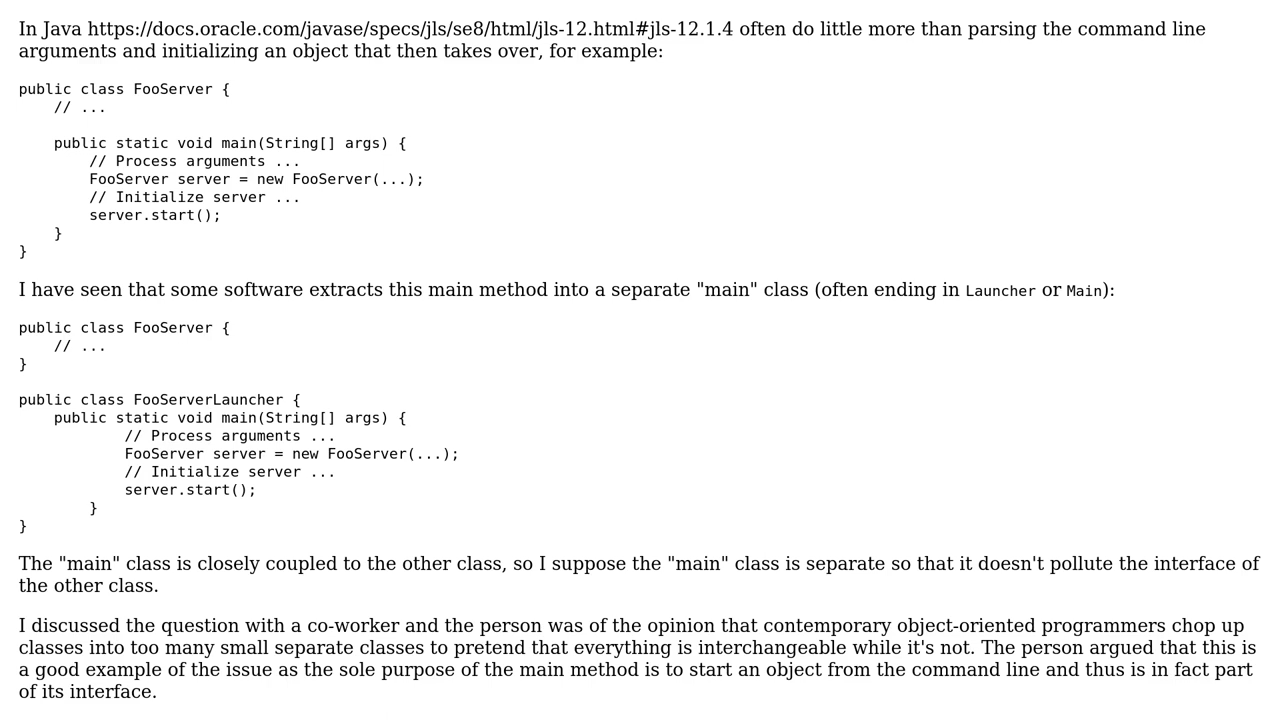 In Java https://docs.oracle.com/javase/specs/jls/se8/html/jls-12.html#jls-12.1.4 often do little more than parsing the command line
arguments and initializing an object that then takes over, for example:
public class FooServer {
    // ...
    public static void main(String[] args) {
        // Process arguments ...
        FooServer server = new FooServer(...);
        // Initialize server ...
        server.start();
    }
}
I have seen that some software extracts this main method into a separate "main" class (often ending in Launcher or Main):
public class FooServer {
    // ...
}
public class FooServerLauncher {
    public static void main(String[] args) {
            // Process arguments ...
            FooServer server = new FooServer(...);
            // Initialize server ...
            server.start();
        }
}
The "main" class is closely coupled to the other class, so I suppose the "main" class is separate so that it doesn't pollute the interface of
the other class.
I discussed the question with a co-worker and the person was of the opinion that contemporary object-oriented programmers chop up
classes into too many small separate classes to pretend that everything is interchangeable while it's not. The person argued that this is
a good example of the issue as the sole purpose of the main method is to start an object from the command line and thus is in fact part
of its interface.